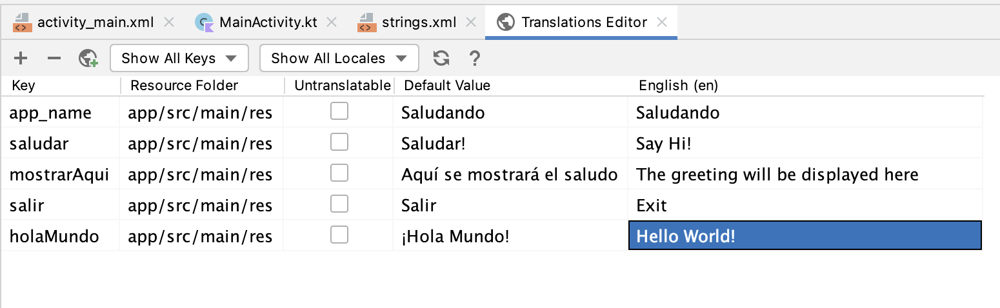 activity_main.xml MainActivity.kt strings.xml Translations Editor
Show All Keys Show All Locales ?
Key Resource Folder Untranslatable Default Value English (en)
app_name app/src/main/res Saludando Saludando
saludar app/src/main/res Saludar! Say Hi!
mostrarAqui app/src/main/res Aquí se mostrará el saludo The greeting will be displayed here
salir app/src/main/res Salir Exit
holaMundo app/src/main/res ¡Hola Mundo! Hello World!